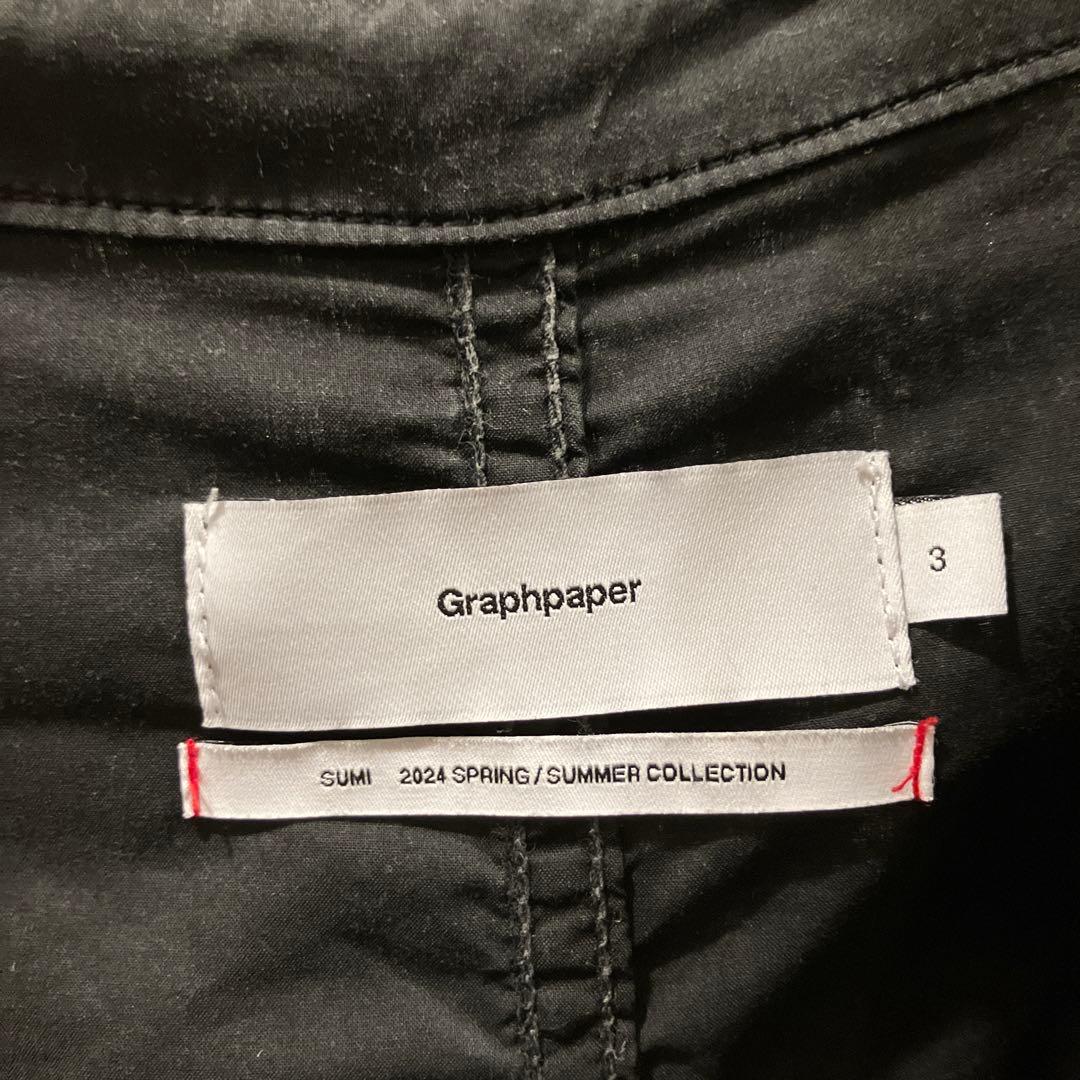 Graphpaper
3
SUMI 2024 SPRING / SUMMER COLLECTION